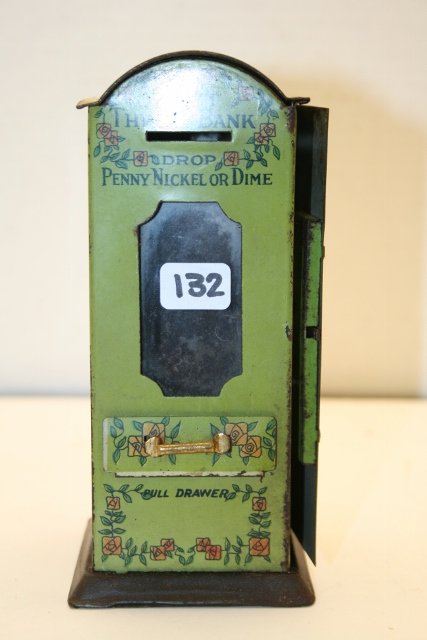 BANK
DROP
PENNY NICKEL OR DIME
132
PULL DRAWER